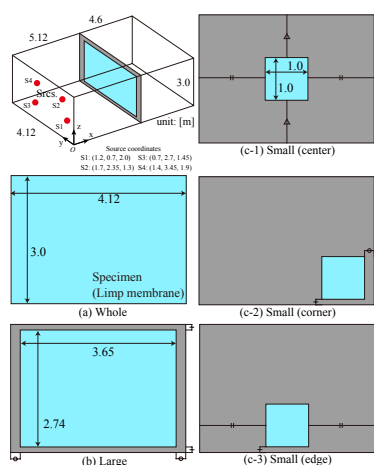 4.6
5.12
S4
Srcs.
S3
S2
S1
3.0
4.12
z
y
x
O
unit: [m]
Source coordinates
S1: (1.2, 0.7, 2.0) S3: (0.7, 2.7, 1.45)
S2: (1.7, 2.35, 1.3) S4: (1.4, 3.45, 1.9)
1.0
1.0
(c-1) Small (center)
4.12
3.0
Specimen
(Limp membrane)
(a) Whole
(c-2) Small (corner)
3.65
2.74
(b) Large
(c-3) Small (edge)